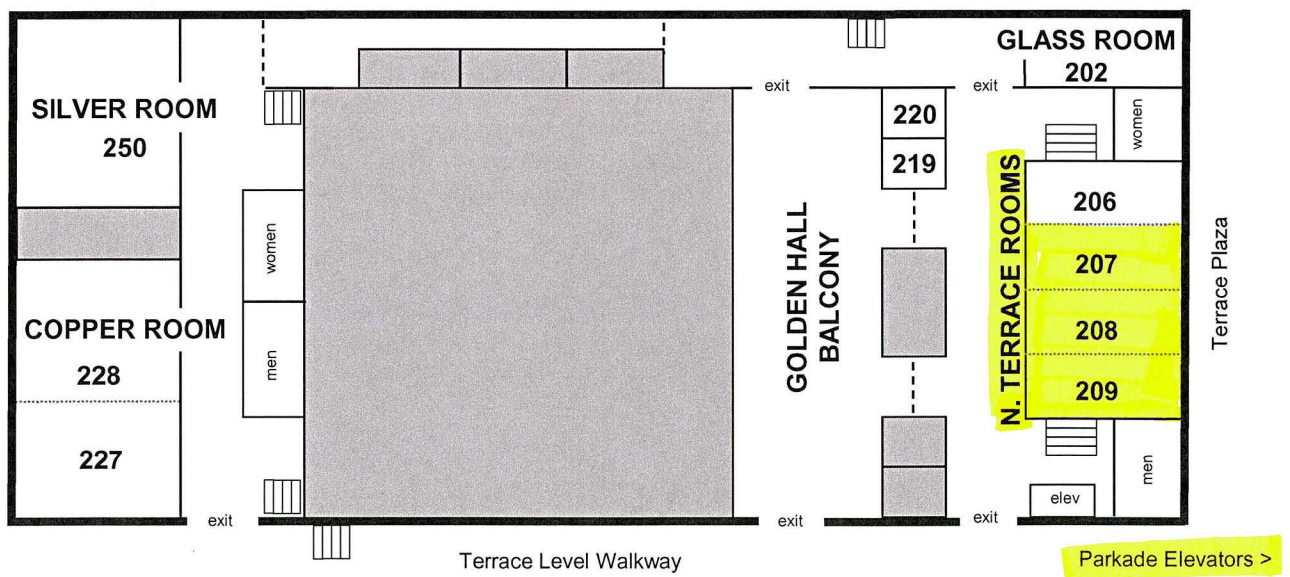 GLASS ROOM
202
exit
exit
SILVER ROOM
250
220
219
women
women
men
COPPER ROOM
228
227
GOLDEN HALL
BALCONY
N. TERRACE ROOMS
206
207
208
209
Terrace Plaza
men
elev
exit
exit
exit
Terrace Level Walkway
Parkade Elevators >